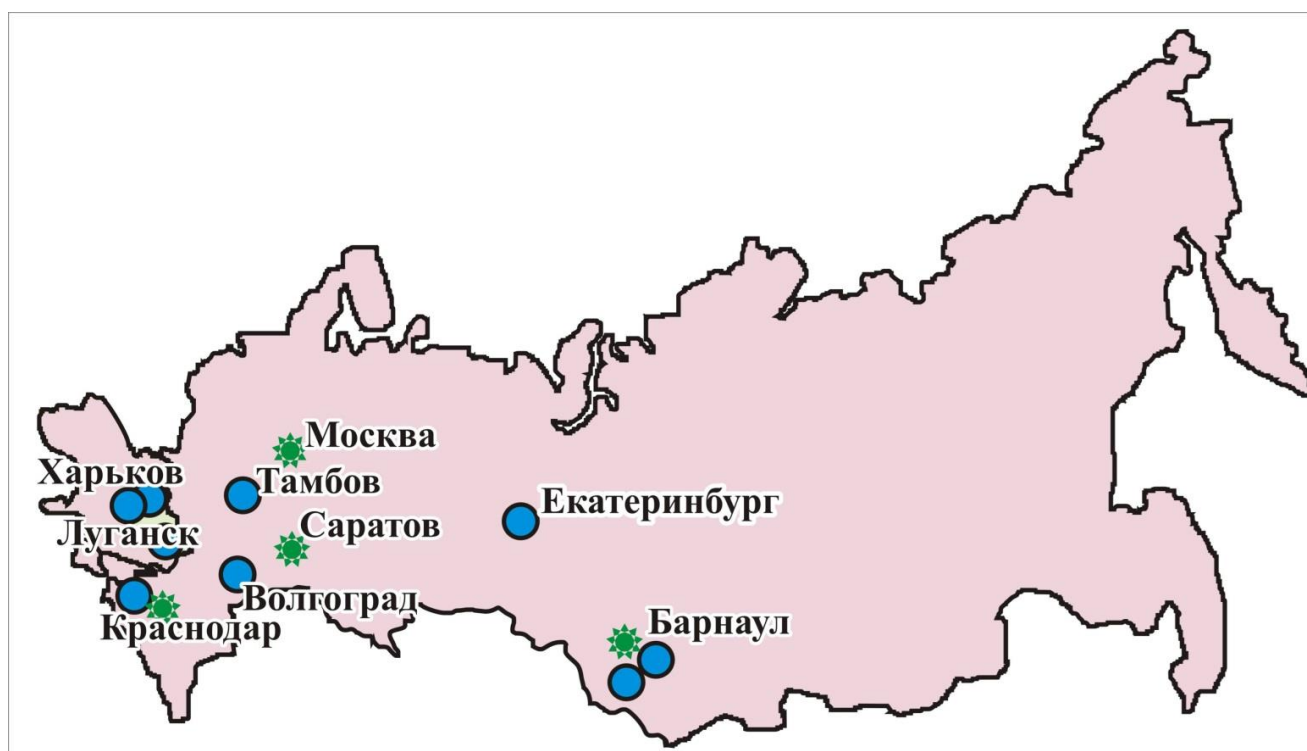 Москва
Харьков
Тамбов
Екатеринбург
Луганск
Саратов
Волгоград
Краснодар
Барнаул